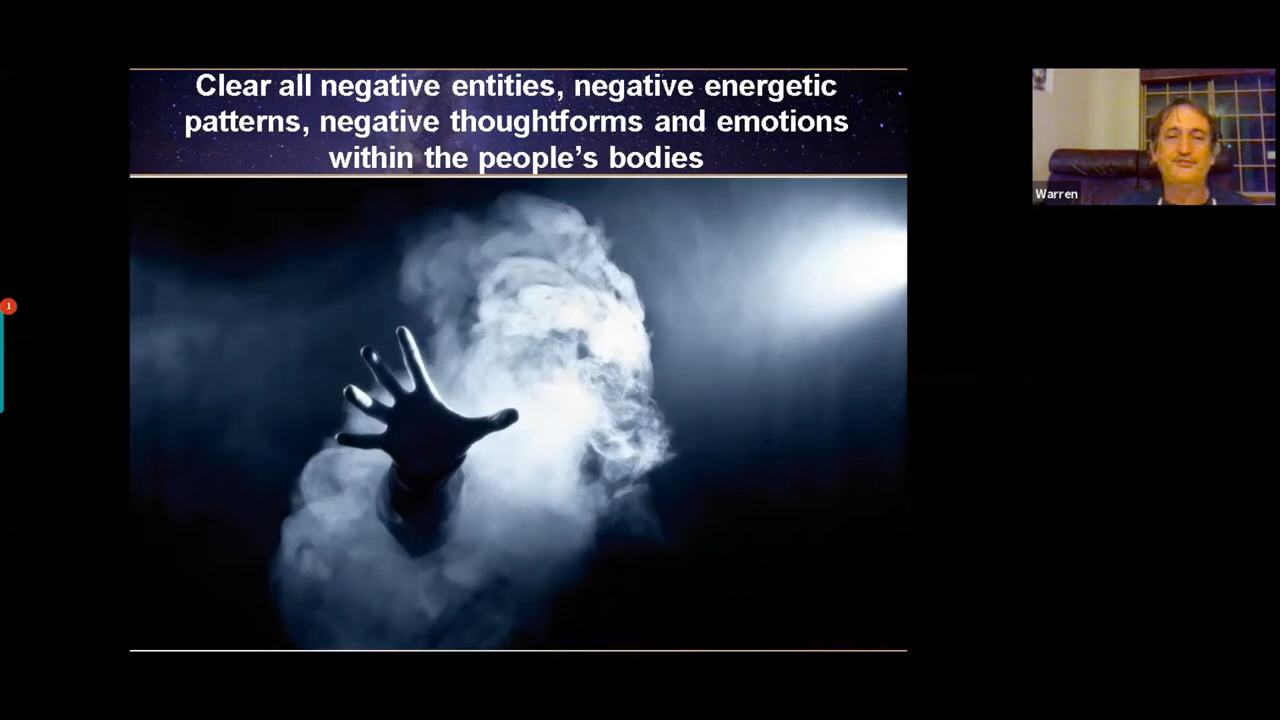 Clear all negative entities, negative energetic
patterns, negative thoughtforms and emotions
within the people’s bodies
Warren
1